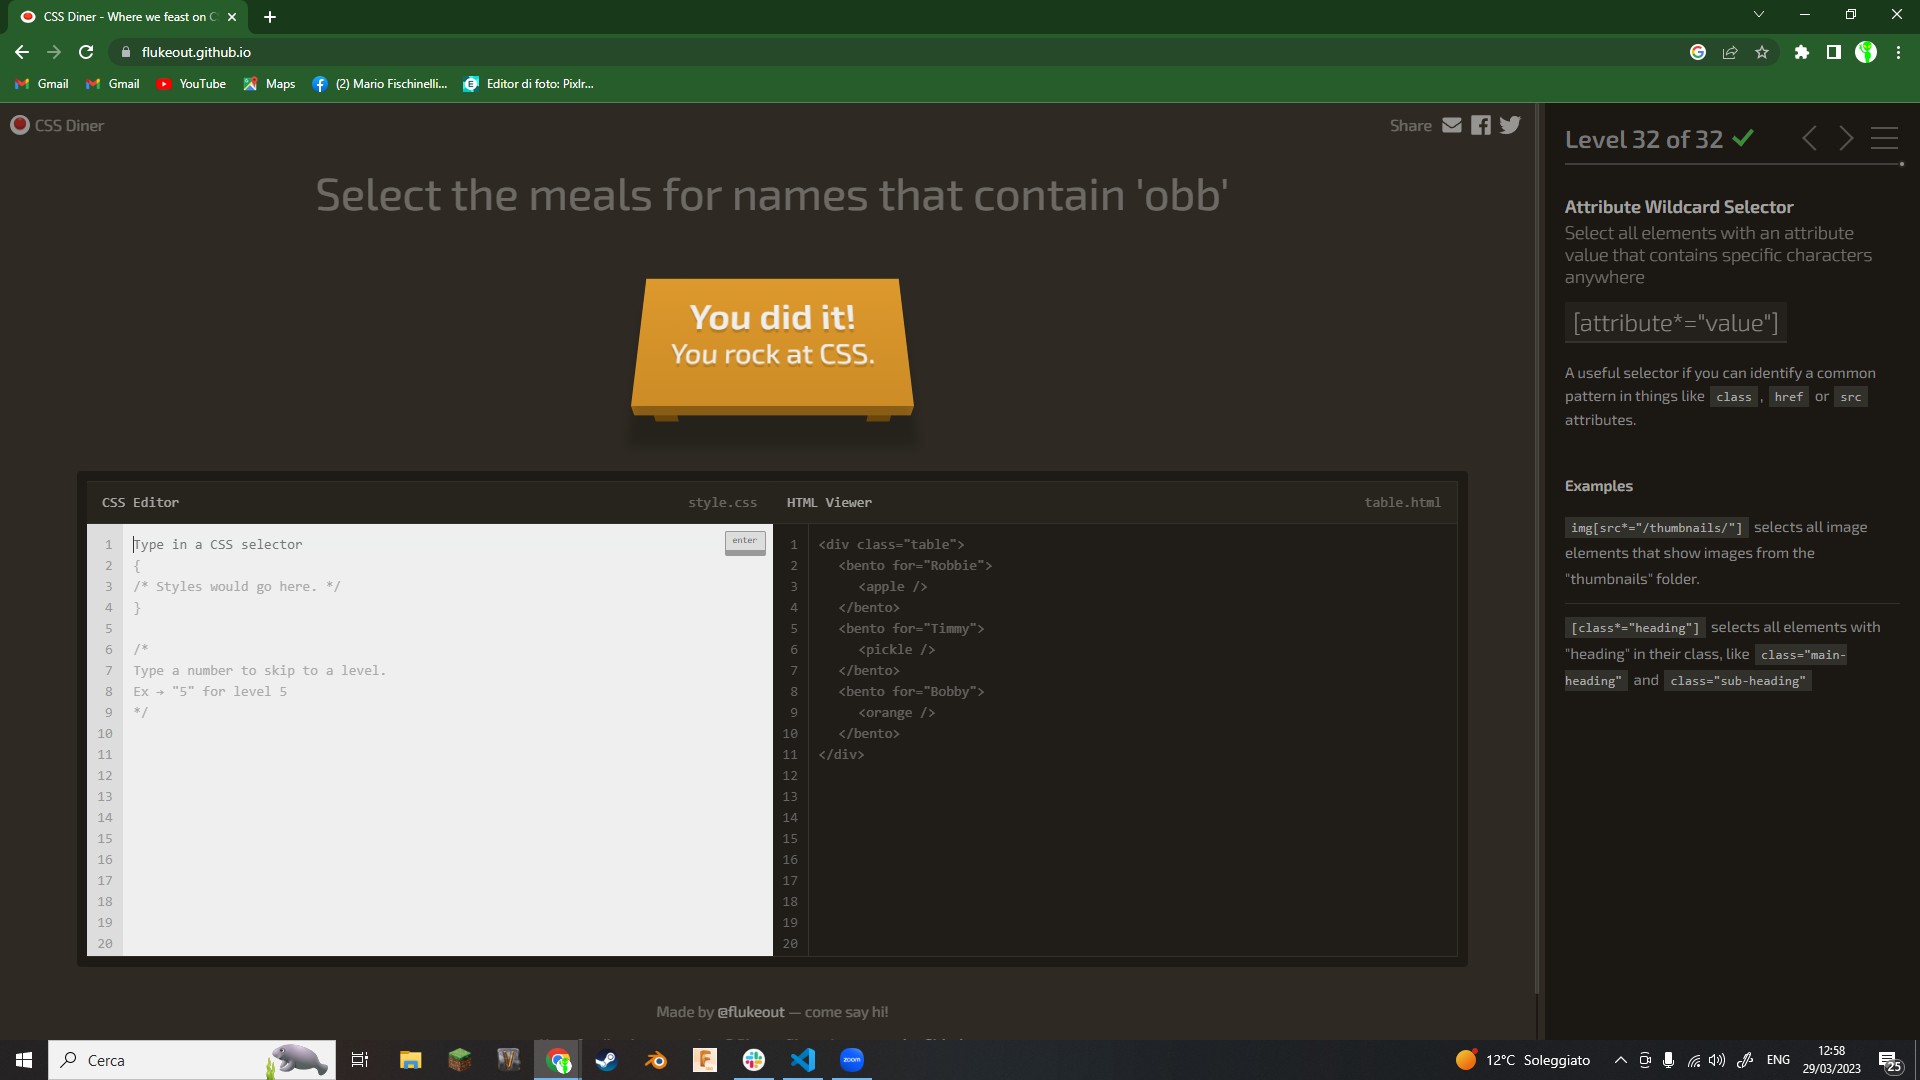 CSS Diner - Where we feast on C
flukeout.github.io
Gmail
Gmail
YouTube
Maps
(2) Mario Fischinelli...
Editor di foto: Pixlr...
CSS Diner
Share
Select the meals for names that contain 'obb'
You did it!
You rock at CSS.
CSS Editor
style.css
HTML Viewer
table.html
enter
1 Type in a CSS selector
2 {
3 /* Styles would go here. */
4 }
5
6 /*
7 Type a number to skip to a level.
8 Ex → "5" for level 5
9 */
10
11
12
13
14
15
16
17
18
19
20
1 <div class="table">
2 <bento for="Robbie">
3 <apple />
4 </bento>
5 <bento for="Timmy">
6 <pickle />
7 </bento>
8 <bento for="Bobby">
9 <orange />
10 </bento>
11 </div>
12
13
14
15
16
17
18
19
20
Made by @flukeout — come say hi!
Level 32 of 32
Attribute Wildcard Selector
Select all elements with an attribute
value that contains specific characters
anywhere
[attribute*="value"]
A useful selector if you can identify a common
pattern in things like class , href or src
attributes.
Examples
img[src*="/thumbnails/"] selects all image
elements that show images from the
"thumbnails" folder.
[class*="heading"] selects all elements with
"heading" in their class, like class="main-
heading" and class="sub-heading"
Cerca
zoom
12°C Soleggiato
ENG
12:58
29/03/2023
25